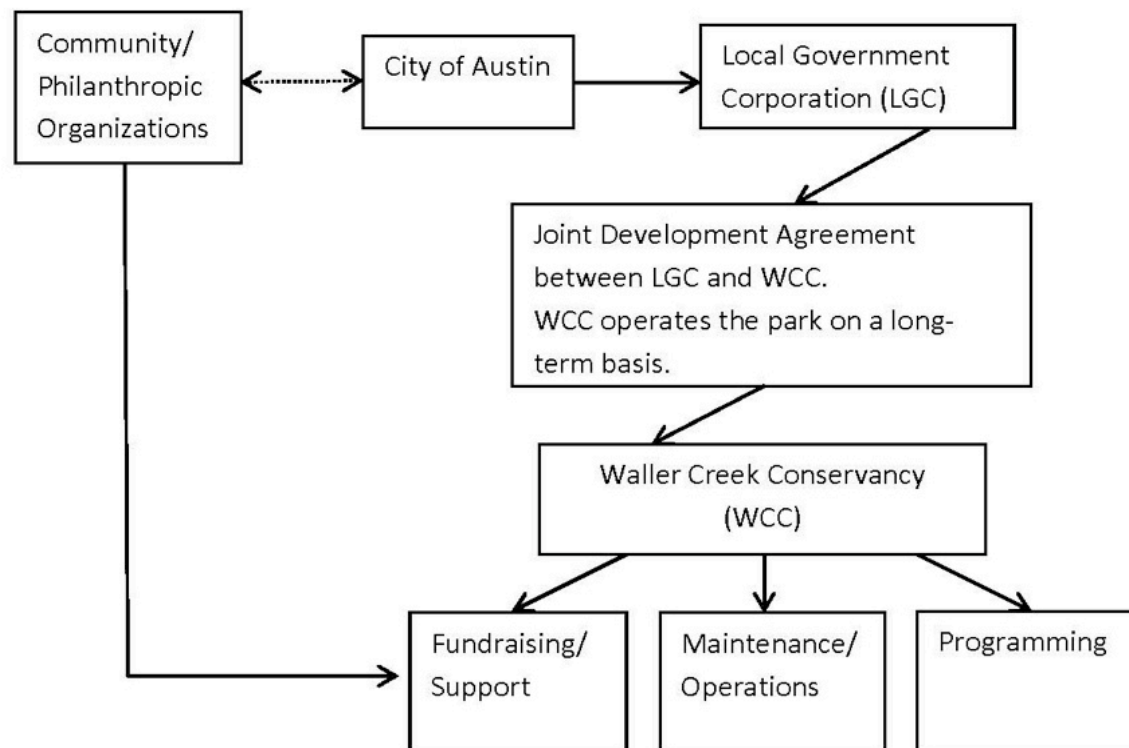 Community/
Philanthropic
Organizations
City of Austin
Local Government
Corporation (LGC)
Joint Development Agreement
between LGC and WCC.
WCC operates the park on a long-
term basis.
Waller Creek Conservancy
(WCC)
Fundraising/
Support
Maintenance/
Operations
Programming